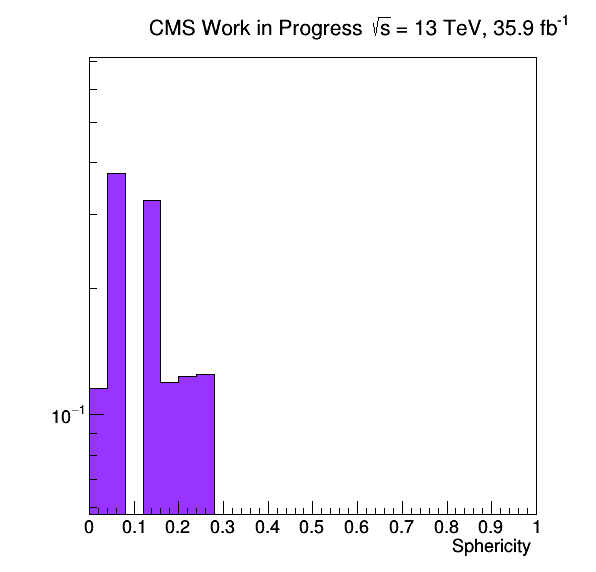 CMS Work in Progress √s = 13 TeV, 35.9 fb⁻¹
10⁻¹
0 0.1 0.2 0.3 0.4 0.5 0.6 0.7 0.8 0.9 1
Sphericity